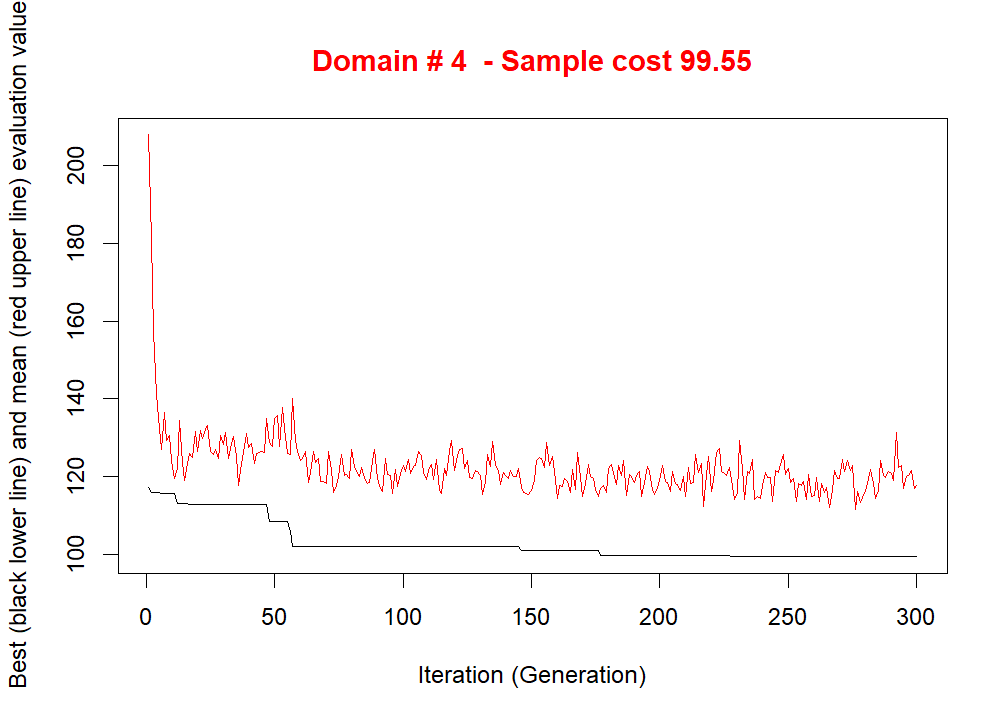 Domain # 4  - Sample cost 99.55
Best (black lower line) and mean (red upper line) evaluation value
200
180
160
140
120
100
0 50 100 150 200 250 300
Iteration (Generation)